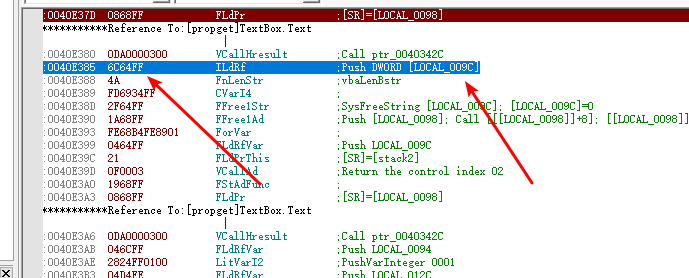 :0040E37D 0868FF FLdPr ;[SR]=[LOCAL_0098]
***********Reference To:[propget]TextBox.Text
|
:0040E380 0DA0000300 VCallHresult ;Call ptr_0040342C
:0040E385 6C64FF ILdRf ;Push DWORD [LOCAL_009C]
:0040E388 4A FnLenStr ;vbaLenBstr
:0040E389 FD6934FF CVarI4 ;
:0040E38D 2F64FF FFree1Str ;SysFreeString [LOCAL_009C]; [LOCAL_009C]=0
:0040E390 1A68FF FFree1Ad ;Push [LOCAL_0098]; Call [[[LOCAL_0098]]+8]; [[LOCAL_0098]]
:0040E393 FE68B4FE8901 ForVar ;
:0040E399 0464FF FLdRfVar ;Push LOCAL_009C
:0040E39C 21 FLdPrThis ;[SR]=[stack2]
:0040E39D 0F0003 VCallAd ;Return the control index 02
:0040E3A0 1968FF FStAdFunc ;
:0040E3A3 0868FF FLdPr ;[SR]=[LOCAL_0098]
***********Reference To:[propget]TextBox.Text
|
:0040E3A6 0DA0000300 VCallHresult ;Call ptr_0040342C
:0040E3AB 046CFF FLdRfVar ;Push LOCAL_0094
:0040E3AE 2824FF0100 LitVarI2 ;PushVarInteger 0001
:0040E3B3 04D4FE FLdRfVar ;Push LOCAL_012C